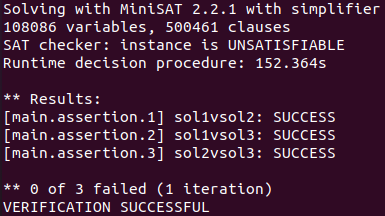 Solving with MiniSAT 2.2.1 with simplifier
108086 variables, 500461 clauses
SAT checker: instance is UNSATISFIABLE
Runtime decision procedure: 152.364s

** Results:
[main.assertion.1] sol1vsol2: SUCCESS
[main.assertion.2] sol1vsol3: SUCCESS
[main.assertion.3] sol2vsol3: SUCCESS

** 0 of 3 failed (1 iteration)
VERIFICATION SUCCESSFUL